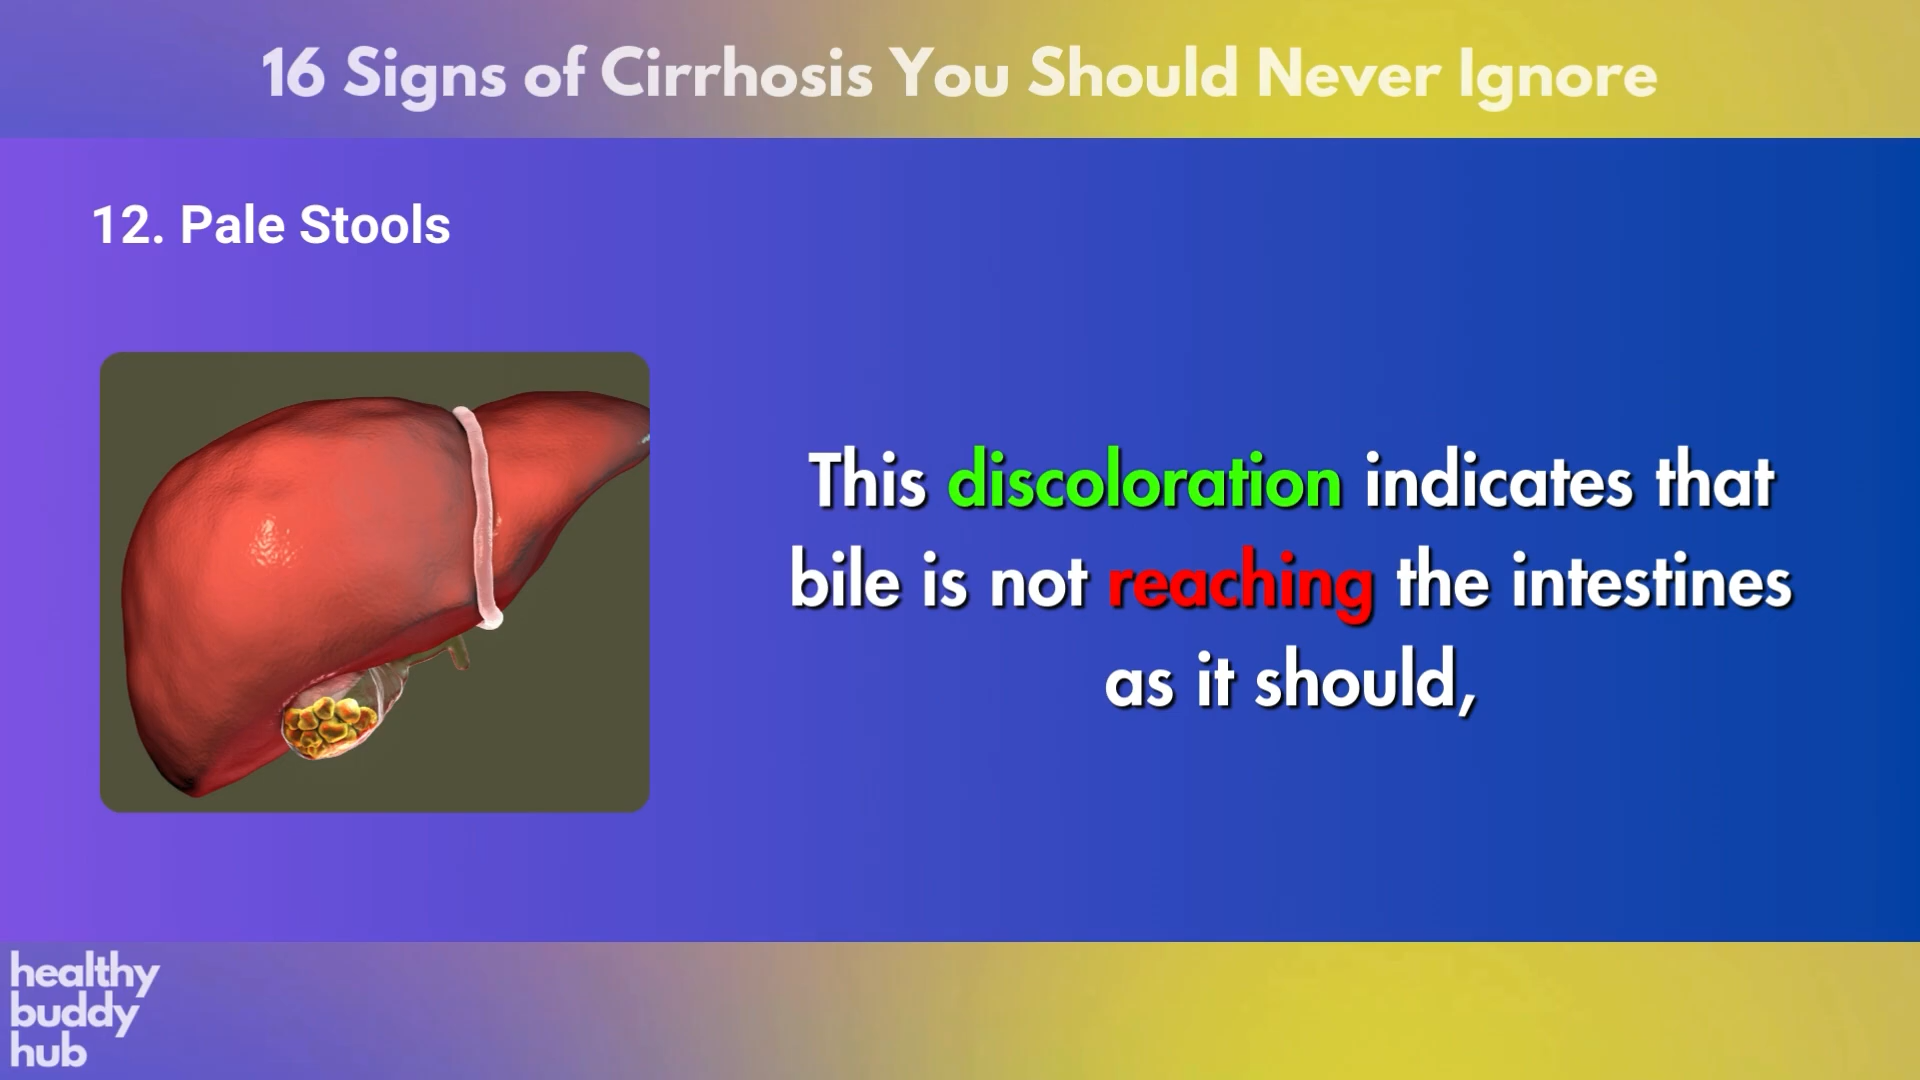 16 Signs of Cirrhosis You Should Never Ignore
12. Pale Stools
This discoloration indicates that
bile is not reaching the intestines
as it should,
healthy
buddy
hub